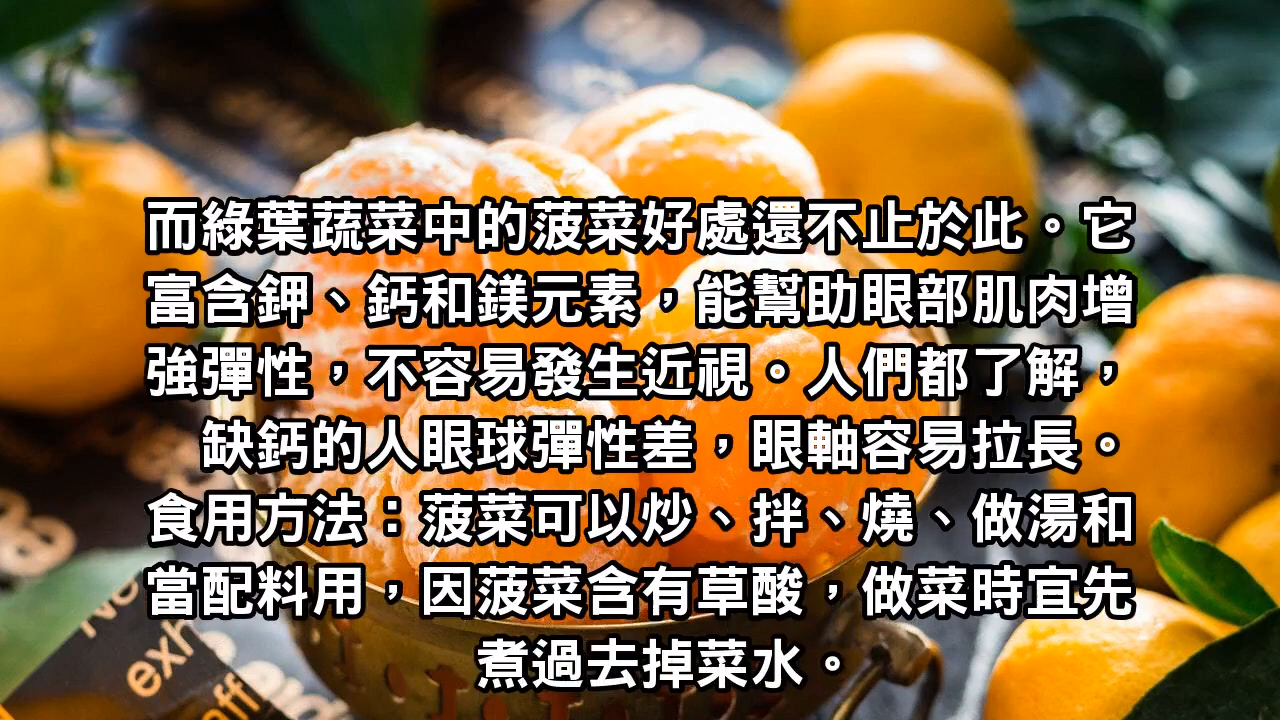 而綠葉蔬菜中的菠菜好處還不止於此。它
富含鉀、鈣和鎂元素，能幫助眼部肌肉增
強彈性，不容易發生近視。人們都了解，
缺鈣的人眼球彈性差，眼軸容易拉長。
食用方法：菠菜可以炒、拌、燒、做湯和
當配料用，因菠菜含有草酸，做菜時宜先
煮過去掉菜水。